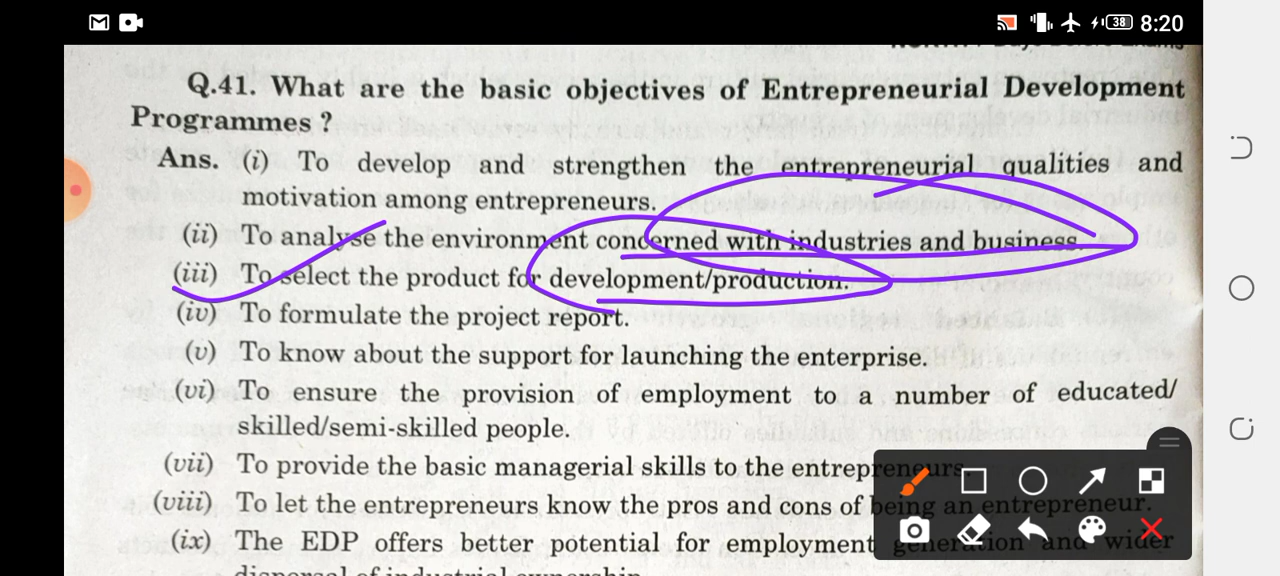 38 8:20
Q.41. What are the basic objectives of Entrepreneurial Development
Programmes ?
Ans. (i) To develop and strengthen the entrepreneurial qualities and
motivation among entrepreneurs.
(ii) To analyse the environment concerned with industries and business.
(iii) To select the product for development/production.
(iv) To formulate the project report.
(v) To know about the support for launching the enterprise.
(vi) To ensure the provision of employment to a number of educated/
skilled/semi-skilled people.
(vii) To provide the basic managerial skills to the entrepreneurs.
(viii) To let the entrepreneurs know the pros and cons of being an entrepreneur.
(ix) The EDP offers better potential for employment generation and wider
dispersal of industrial ownership.